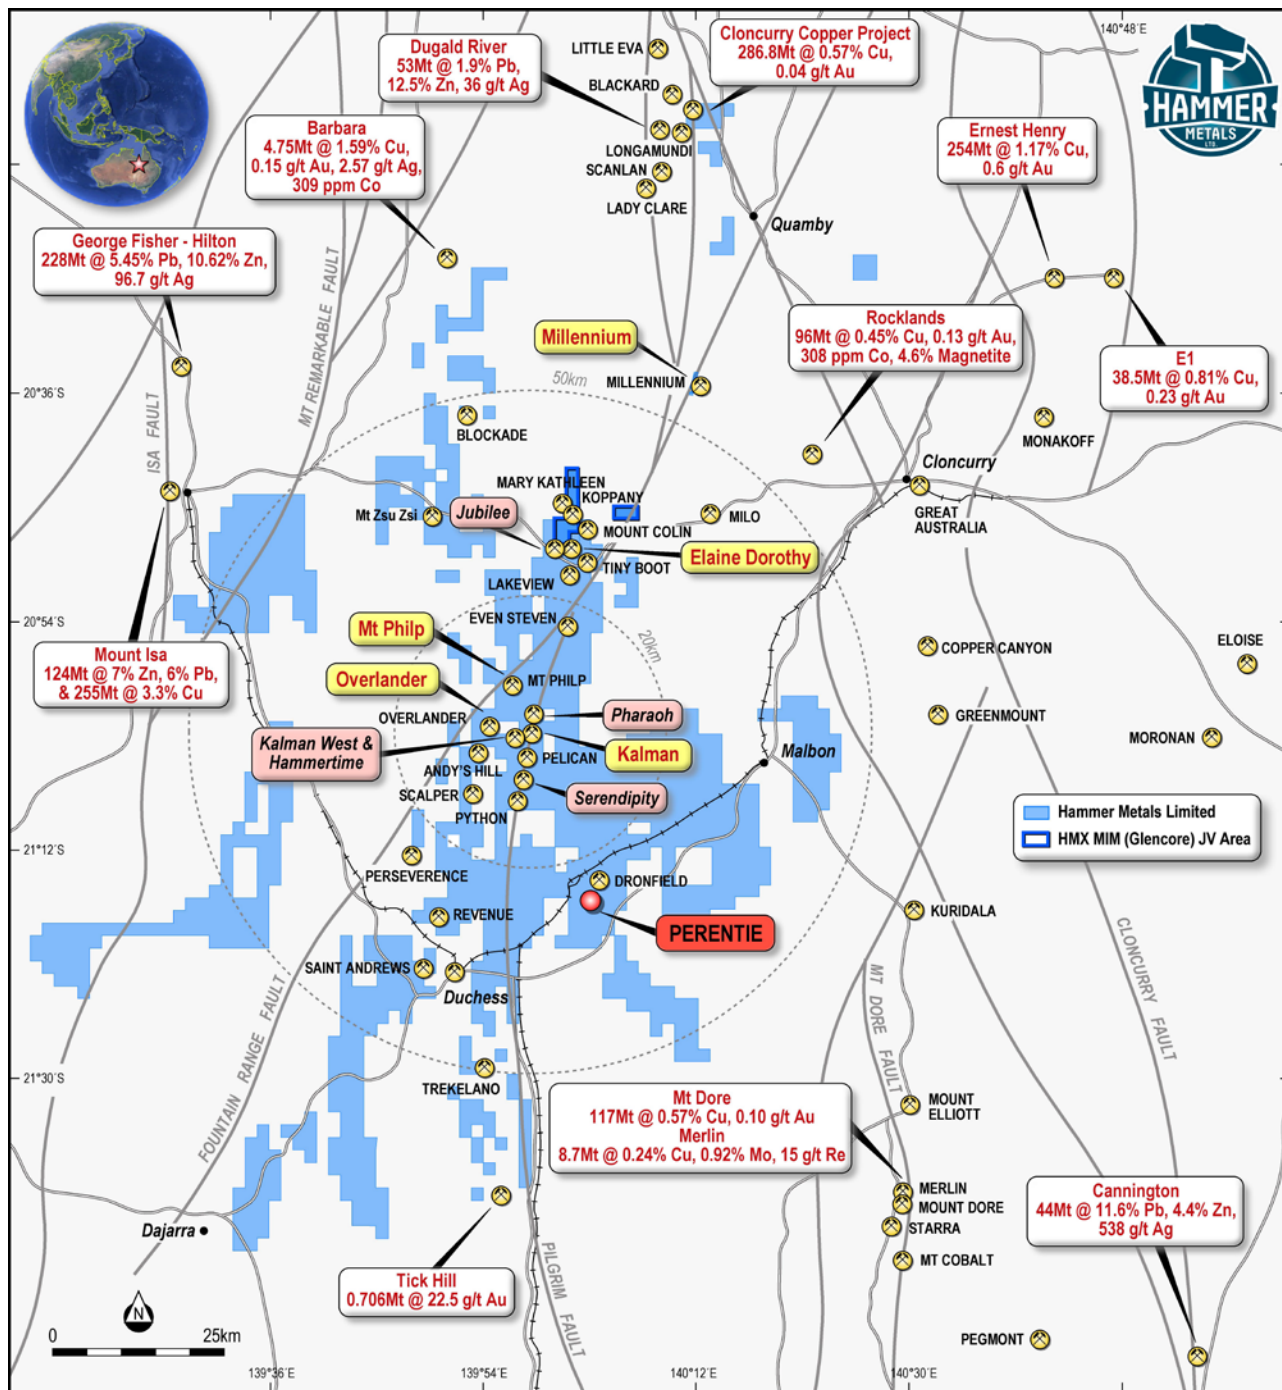 140°48´E
HAMMER
METALS
LTD.
Dugald River
53Mt @ 1.9% Pb,
12.5% Zn, 36 g/t Ag
LITTLE EVA
BLACKARD
Cloncurry Copper Project
286.8Mt @ 0.57% Cu,
0.04 g/t Au
Barbara
4.75Mt @ 1.59% Cu,
0.15 g/t Au, 2.57 g/t Ag,
309 ppm Co
LONGAMUNDI
SCANLAN
LADY CLARE
Ernest Henry
254Mt @ 1.17% Cu,
0.6 g/t Au
Quamby
George Fisher - Hilton
228Mt @ 5.45% Pb, 10.62% Zn,
96.7 g/t Ag
MT REMARKABLE FAULT
ISA FAULT
Millennium
MILLENNIUM
Rocklands
96Mt @ 0.45% Cu, 0.13 g/t Au,
308 ppm Co, 4.6% Magnetite
E1
38.5Mt @ 0.81% Cu,
0.23 g/t Au
20°36´S
50km
BLOCKADE
MONAKOFF
Cloncurry
GREAT
AUSTRALIA
MARY KATHLEEN
KOPPANY
Mt Zsu Zsi
Jubilee
MOUNT COLIN
MILO
Elaine Dorothy
TINY BOOT
LAKEVIEW
20°54´S
EVEN STEVEN
20km
Mt Philp
MT PHILP
Mount Isa
124Mt @ 7% Zn, 6% Pb,
& 255Mt @ 3.3% Cu
COPPER CANYON
ELOISE
Overlander
OVERLANDER
Pharaoh
GREENMOUNT
MORONAN
Kalman West &
Hammertime
Kalman
PELICAN
ANDY'S HILL
Malbon
SCALPER
Serendipity
PYTHON
Hammer Metals Limited
HMX MIM (Glencore) JV Area
21°12´S
PERSEVERENCE
DRONFIELD
REVENUE
PERENTIE
KURIDALA
SAINT ANDREWS
Duchess
FOUNTAIN RANGE FAULT
MT DORE FAULT
CLONCURRY FAULT
21°30´S
TREKELANO
Mt Dore
117Mt @ 0.57% Cu, 0.10 g/t Au
Merlin
8.7Mt @ 0.24% Cu, 0.92% Mo, 15 g/t Re
MOUNT
ELLIOTT
MERLIN
MOUNT DORE
STARRA
MT COBALT
Cannington
44Mt @ 11.6% Pb, 4.4% Zn,
538 g/t Ag
Dajarra
Tick Hill
0.706Mt @ 22.5 g/t Au
PILGRIM FAULT
N
0
25km
PEGMONT
139°36´E
139°54´E
140°12´E
140°30´E